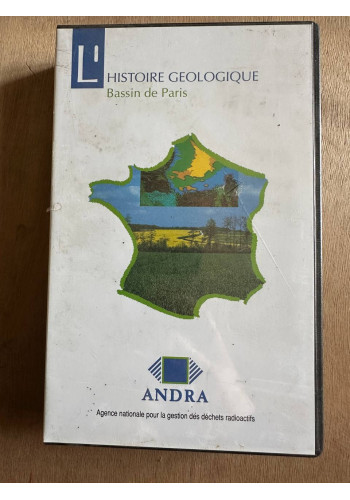 L'HISTOIRE GEOLOGIQUE
Bassin de Paris
ANDRA
Agence nationale pour la gestion des déchets radioactifs